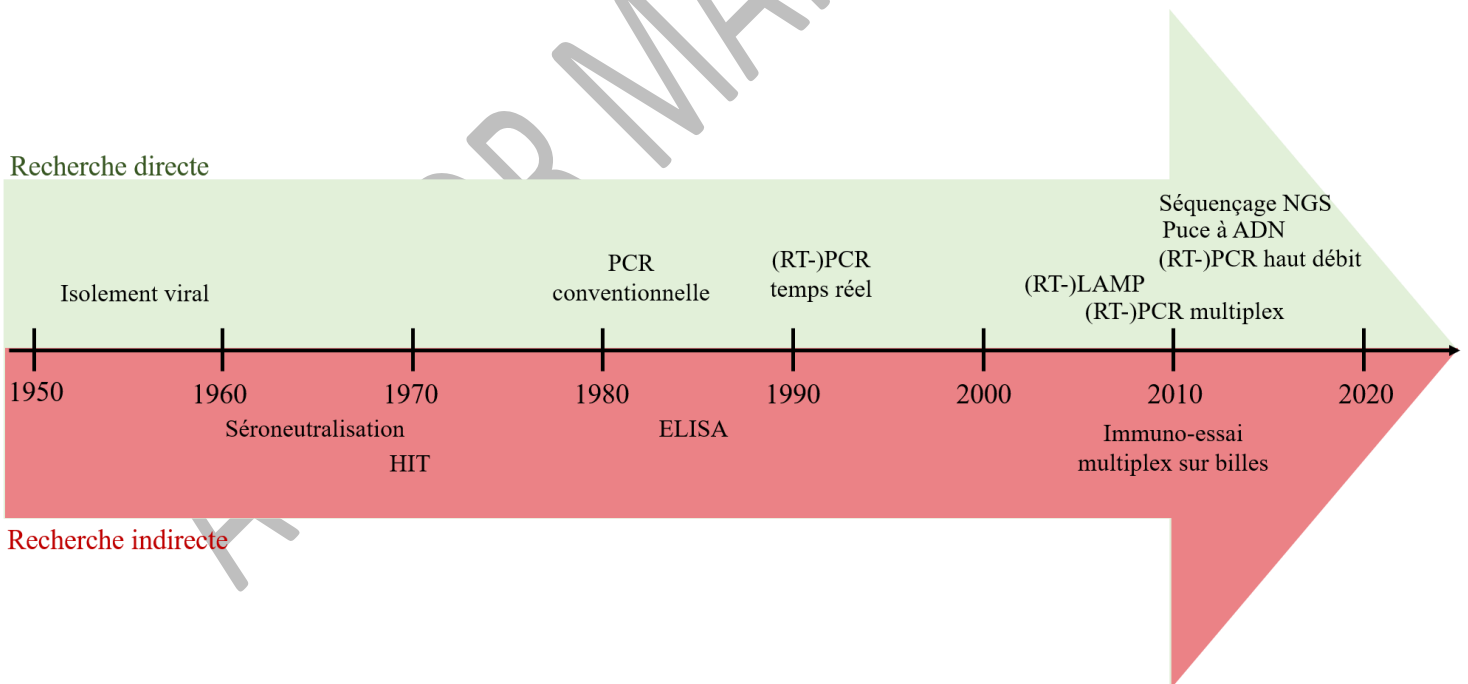 Recherche directe
Séquençage NGS
Puce à ADN
(RT-)PCR haut débit
PCR
conventionnelle
(RT-)PCR
temps réel
Isolement viral
(RT-)LAMP
(RT-)PCR multiplex
1950
1960
1970
1980
1990
2000
2010
2020
Séroneutralisation
HIT
ELISA
Immuno-essai
multiplex sur billes
Recherche indirecte